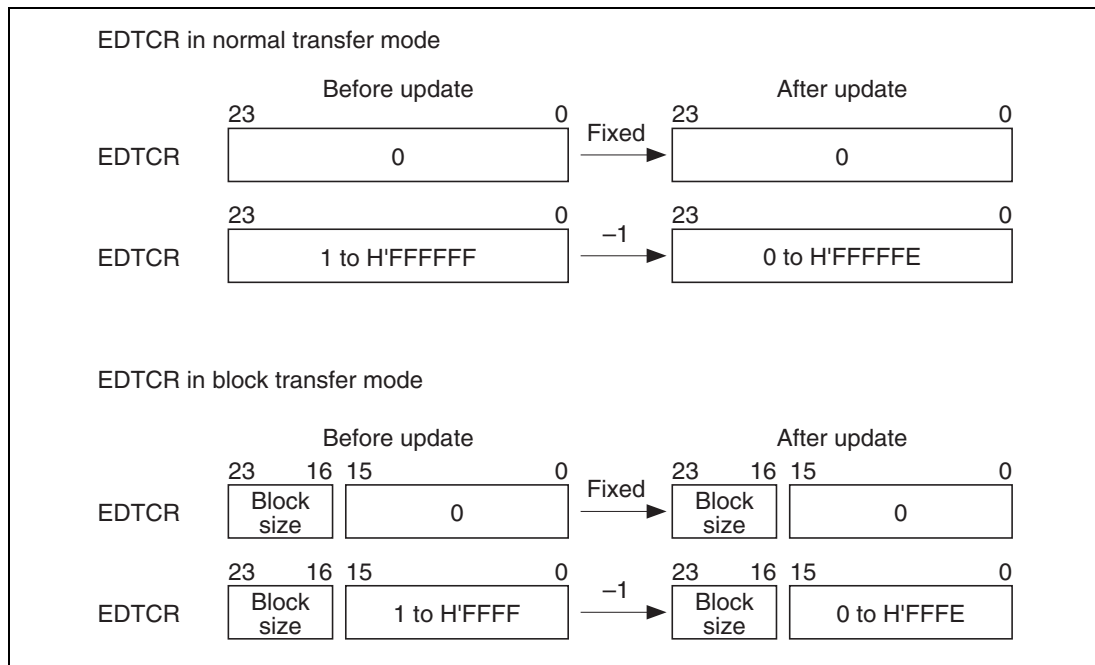 EDTCR in normal transfer mode
Before update After update
23 0 23 0
EDTCR 0 Fixed 0
23 0 23 0
EDTCR 1 to H'FFFFFF –1 0 to H'FFFFFE
EDTCR in block transfer mode
Before update After update
23 16 15 0 23 16 15 0
EDTCR Block size 0 Fixed Block size 0
23 16 15 0 23 16 15 0
EDTCR Block size 1 to H'FFFF –1 Block size 0 to H'FFFE